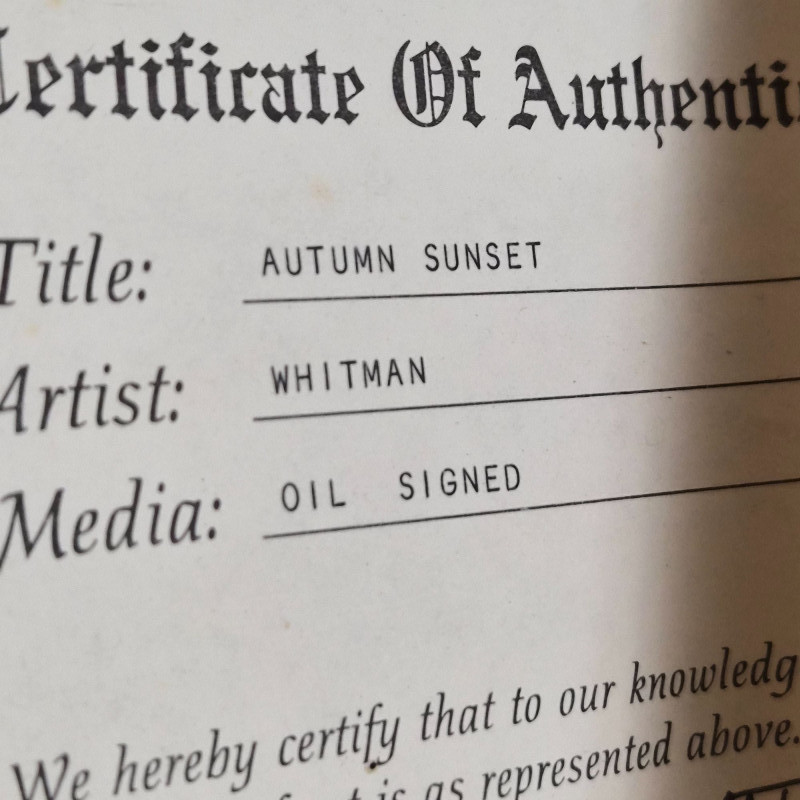 Certificate Of Authenti
Title: AUTUMN SUNSET
Artist: WHITMAN
Media: OIL SIGNED
We hereby certify that to our knowledg
t is as represented above.